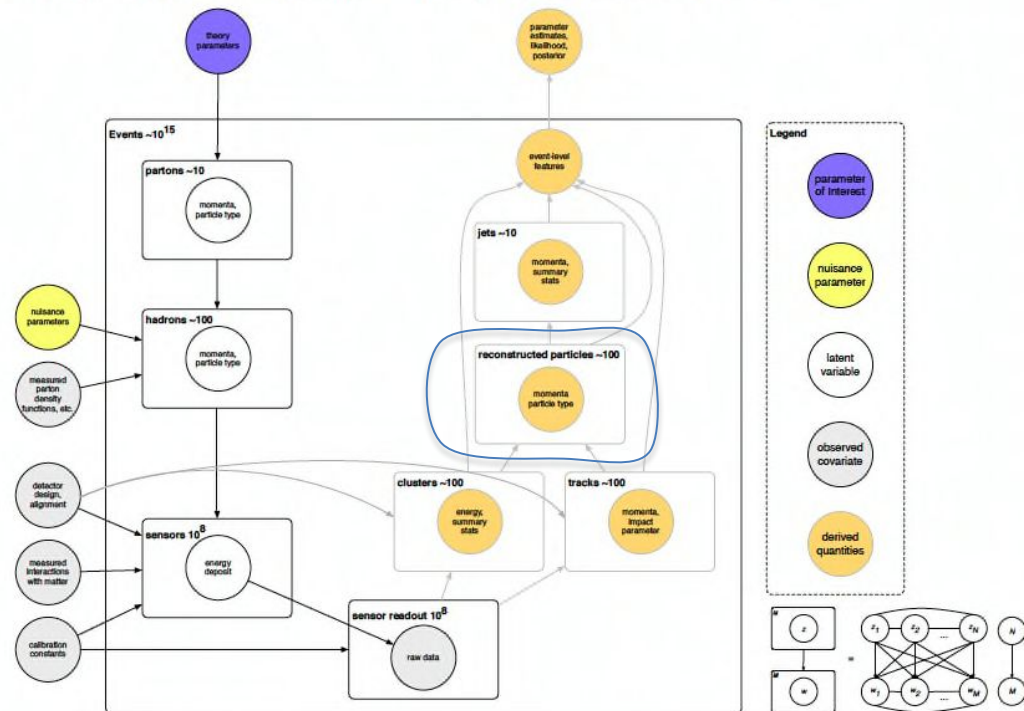 theory
parameters
parameter
estimates,
likelihood,
posterior
Events ~10^15
partons ~10
momenta,
particle type
event-level
features
jets ~10
momenta,
summary
stats
nuisance
parameters
hadrons ~100
momenta,
particle type
measured
parton
density
functions, etc.
reconstructed particles ~100
momenta
particle type
detector
design,
alignment
clusters ~100
energy,
summary
stats
tracks ~100
momenta,
impact
parameter
sensors 10^8
energy
deposit
measured
interactions
with matter
calibration
constants
sensor readout 10^8
raw data
Legend
parameter
of Interest
nuisance
parameter
latent
variable
observed
covariate
derived
quantities
N
z
M
w
=
z1 z2 ... zN
w1 w2 ... wM
N
M